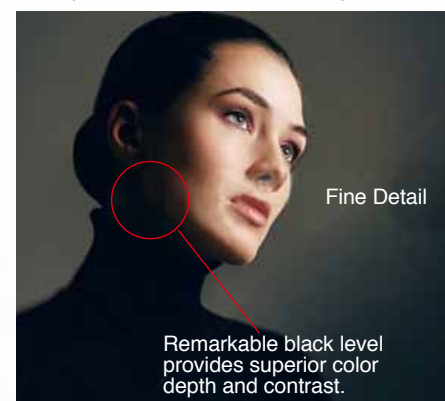 Fine Detail
Remarkable black level
provides superior color
depth and contrast.